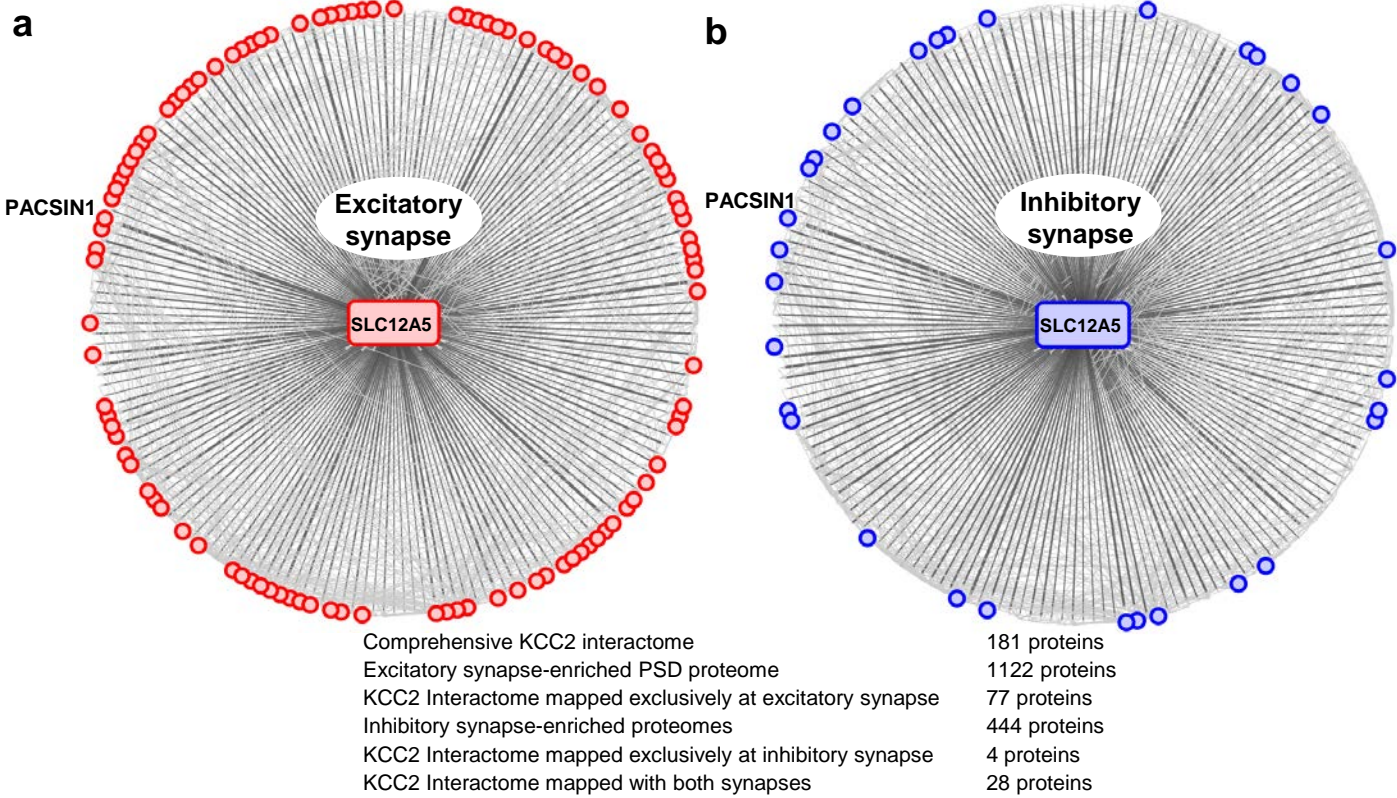 a
b
PACSIN1
Excitatory
synapse
SLC12A5
PACSIN1
Inhibitory
synapse
SLC12A5
Comprehensive KCC2 interactome 181 proteins
Excitatory synapse-enriched PSD proteome 1122 proteins
KCC2 Interactome mapped exclusively at excitatory synapse 77 proteins
Inhibitory synapse-enriched proteomes 444 proteins
KCC2 Interactome mapped exclusively at inhibitory synapse 4 proteins
KCC2 Interactome mapped with both synapses 28 proteins